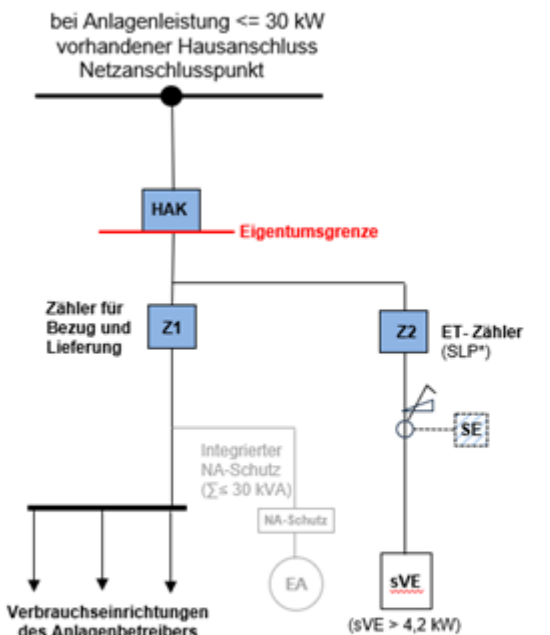 bei Anlagenleistung <= 30 kW
vorhandener Hausanschluss
Netzanschlusspunkt
HAK
Eigentumsgrenze
Zähler für
Bezug und
Lieferung
Z1
Z2
ET- Zähler
(SLP*)
SE
Integrierter
NA-Schutz
(∑≤ 30 kVA)
NA-Schutz
EA
sVE
(sVE > 4,2 kW)
Verbrauchseinrichtungen
des Anlagenbetreibers